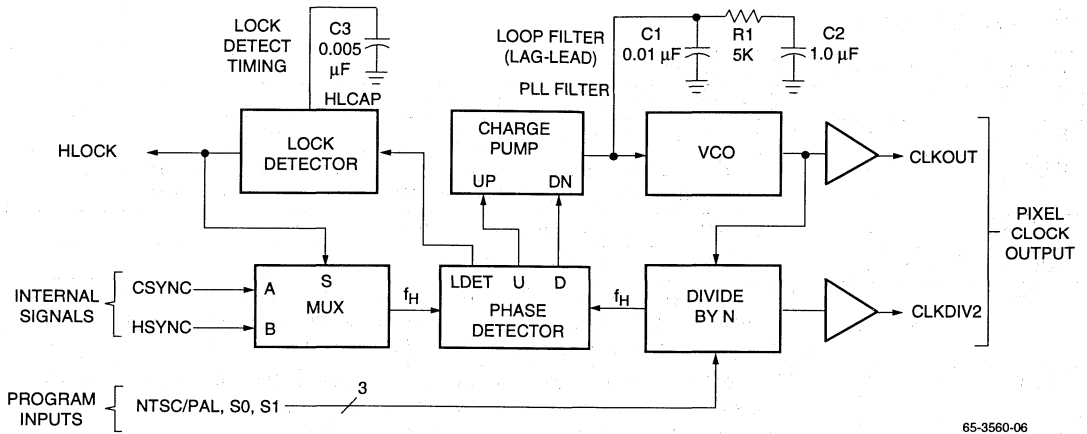 LOCK
DETECT
TIMING
C3
0.005
µF
HLCAP
LOOP FILTER
(LAG-LEAD)
PLL FILTER
C1
0.01 µF
R1
5K
C2
1.0 µF
HLOCK
LOCK
DETECTOR
CHARGE
PUMP
UP DN
VCO
CLKOUT
PIXEL
CLOCK
OUTPUT
INTERNAL
SIGNALS
CSYNC
HSYNC
A
B
S
MUX
fH
LDET U D
PHASE
DETECTOR
fH
DIVIDE
BY N
CLKDIV2
PROGRAM
INPUTS
NTSC/PAL, S0, S1
3
65-3560-06